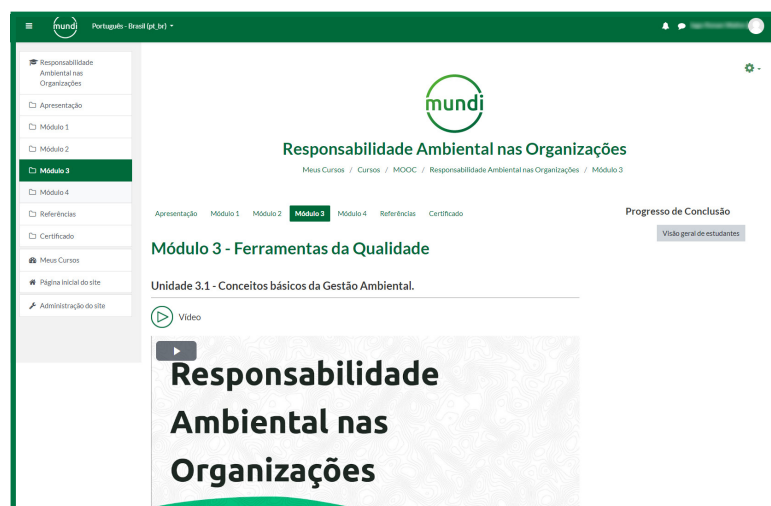 mundi
Português - Brasil (pt_br)
Responsabilidade
Ambiental nas
Organizações
Apresentação
Módulo 1
Módulo 2
Módulo 3
Módulo 4
Referências
Certificado
Meus Cursos
Página inicial do site
Administração do site
mundi
Responsabilidade Ambiental nas Organizações
Meus Cursos / Cursos / MOOC / Responsabilidade Ambiental nas Organizações / Módulo 3
Apresentação Módulo 1 Módulo 2 Módulo 3 Módulo 4 Referências Certificado
Módulo 3 - Ferramentas da Qualidade
Unidade 3.1 - Conceitos básicos da Gestão Ambiental.
Vídeo
Responsabilidade
Ambiental nas
Organizações
Progresso de Conclusão
Visão geral de estudantes